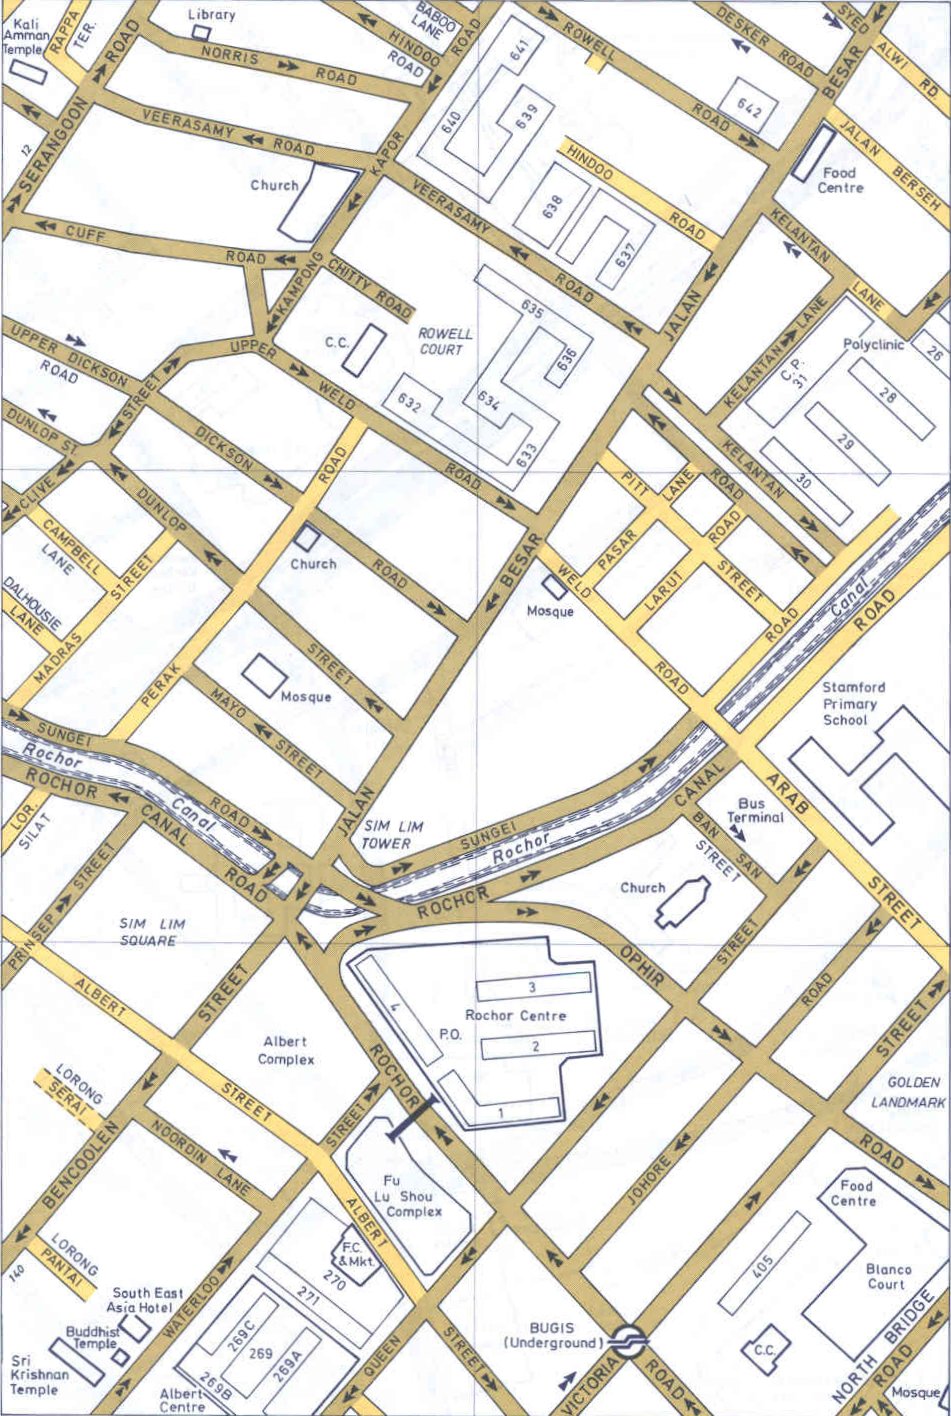 Kali
Amman
Temple
RAPPA
TER.
ROAD
Library
NORRIS
ROAD
BABOO
LANE
HINDOO
ROAD
ROAD
ROWELL
ROAD
DESKER
ROAD
SYED
ALWI RD
BESAR
641
639
640
642
VEERASAMY
ROAD
SERANGOON
12
Church
KAPOR
HINDOO
ROAD
638
637
Food
Centre
JALAN
BERSEH
VEERASAMY
ROAD
KELANTAN
LANE
CUFF
ROAD
KAMPONG
CHITTY ROAD
C.C.
ROWELL
COURT
635
636
634
632
633
JALAN
KELANTAN
LANE
C.P.
31
Polyclinic
26
28
29
30
UPPER
DICKSON
ROAD
STREET
UPPER
WELD
ROAD
DUNLOP ST.
DICKSON
ROAD
ROAD
KELANTAN
ROAD
PITT
STREET
LANE
PASAR
ROAD
LARUT
CLIVE
CAMPBELL
LANE
DUNLOP
STREET
STREET
MADRAS
DALHOUSIE
LANE
Church
BESAR
WELD
ROAD
Mosque
ROAD
Canal
ROAD
PERAK
Mosque
MAYO
STREET
Stamford
Primary
School
SUNGEI
ROAD
Rochor
Canal
ROCHOR
CANAL
ROAD
LOR.
SILAT
JALAN
SIM LIM
TOWER
SUNGEI
Rochor
ROCHOR
CANAL
ARAB
STREET
Bus
Terminal
BAN
SAN
STREET
Church
STREET
ROAD
STREET
PRINSEP
STREET
SIM LIM
SQUARE
STREET
ALBERT
STREET
Albert
Complex
OPHIR
ROAD
4
3
Rochor Centre
P.O.
2
1
ROCHOR
GOLDEN
LANDMARK
LORONG
SERAI
NOORDIN
LANE
STREET
BENCOOLEN
Fu
Lu Shou
Complex
ALBERT
STREET
JOHORE
Food
Centre
Blanco
Court
405
LORONG
PANTAI
140
F.C.
& Mkt.
270
271
South East
Asia Hotel
WATERLOO
Buddhist
Temple
Sri
Krishnan
Temple
269C
269
269A
269B
Albert
Centre
QUEEN
BUGIS
(Underground)
VICTORIA
ROAD
C.C.
NORTH
BRIDGE
ROAD
Mosque